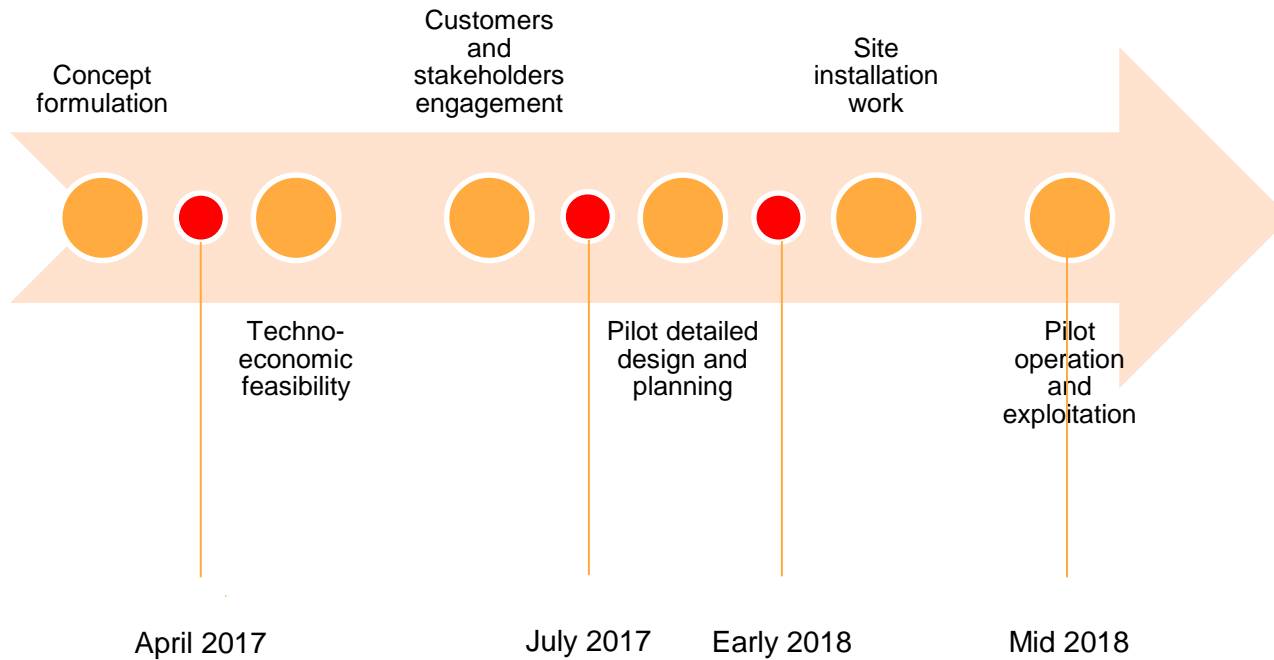 Concept
formulation
Customers
and
stakeholders
engagement
Site
installation
work
Techno-
economic
feasibility
Pilot detailed
design and
planning
Pilot
operation
and
exploitation
April 2017
July 2017
Early 2018
Mid 2018